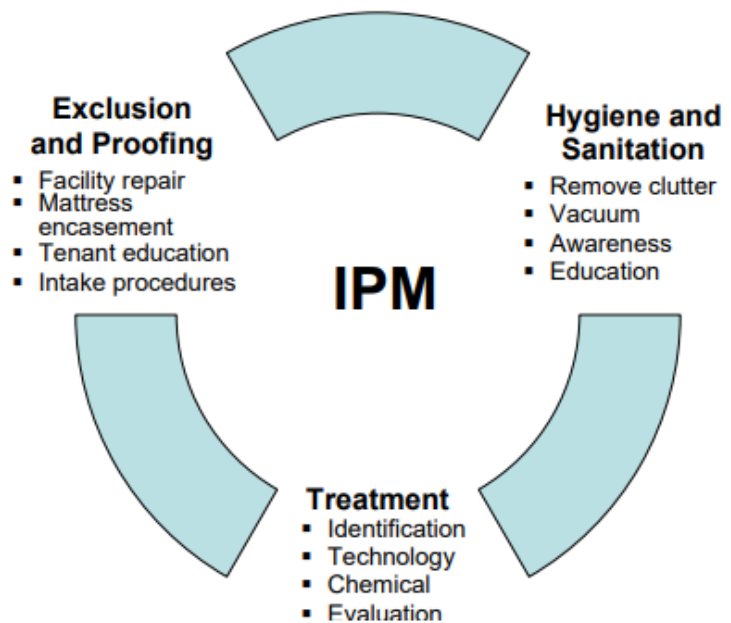 Exclusion
and Proofing
▪ Facility repair
▪ Mattress
encasement
▪ Tenant education
▪ Intake procedures
Hygiene and
Sanitation
▪ Remove clutter
▪ Vacuum
▪ Awareness
▪ Education
IPM
Treatment
▪ Identification
▪ Technology
▪ Chemical
▪ Evaluation